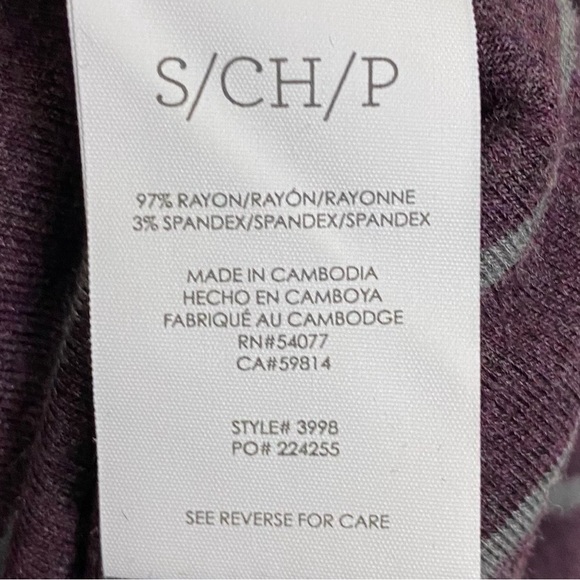 S/CH/P
97% RAYON/RAYÓN/RAYONNE
3% SPANDEX/SPANDEX/SPANDEX
MADE IN CAMBODIA
HECHO EN CAMBOYA
FABRIQUÉ AU CAMBODGE
RN#54077
CA#59814
STYLE# 3998
PO# 224255
SEE REVERSE FOR CARE